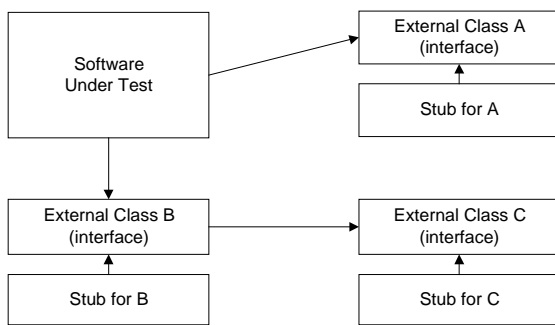 Software
Under Test
External Class A
(interface)
Stub for A
External Class B
(interface)
Stub for B
External Class C
(interface)
Stub for C